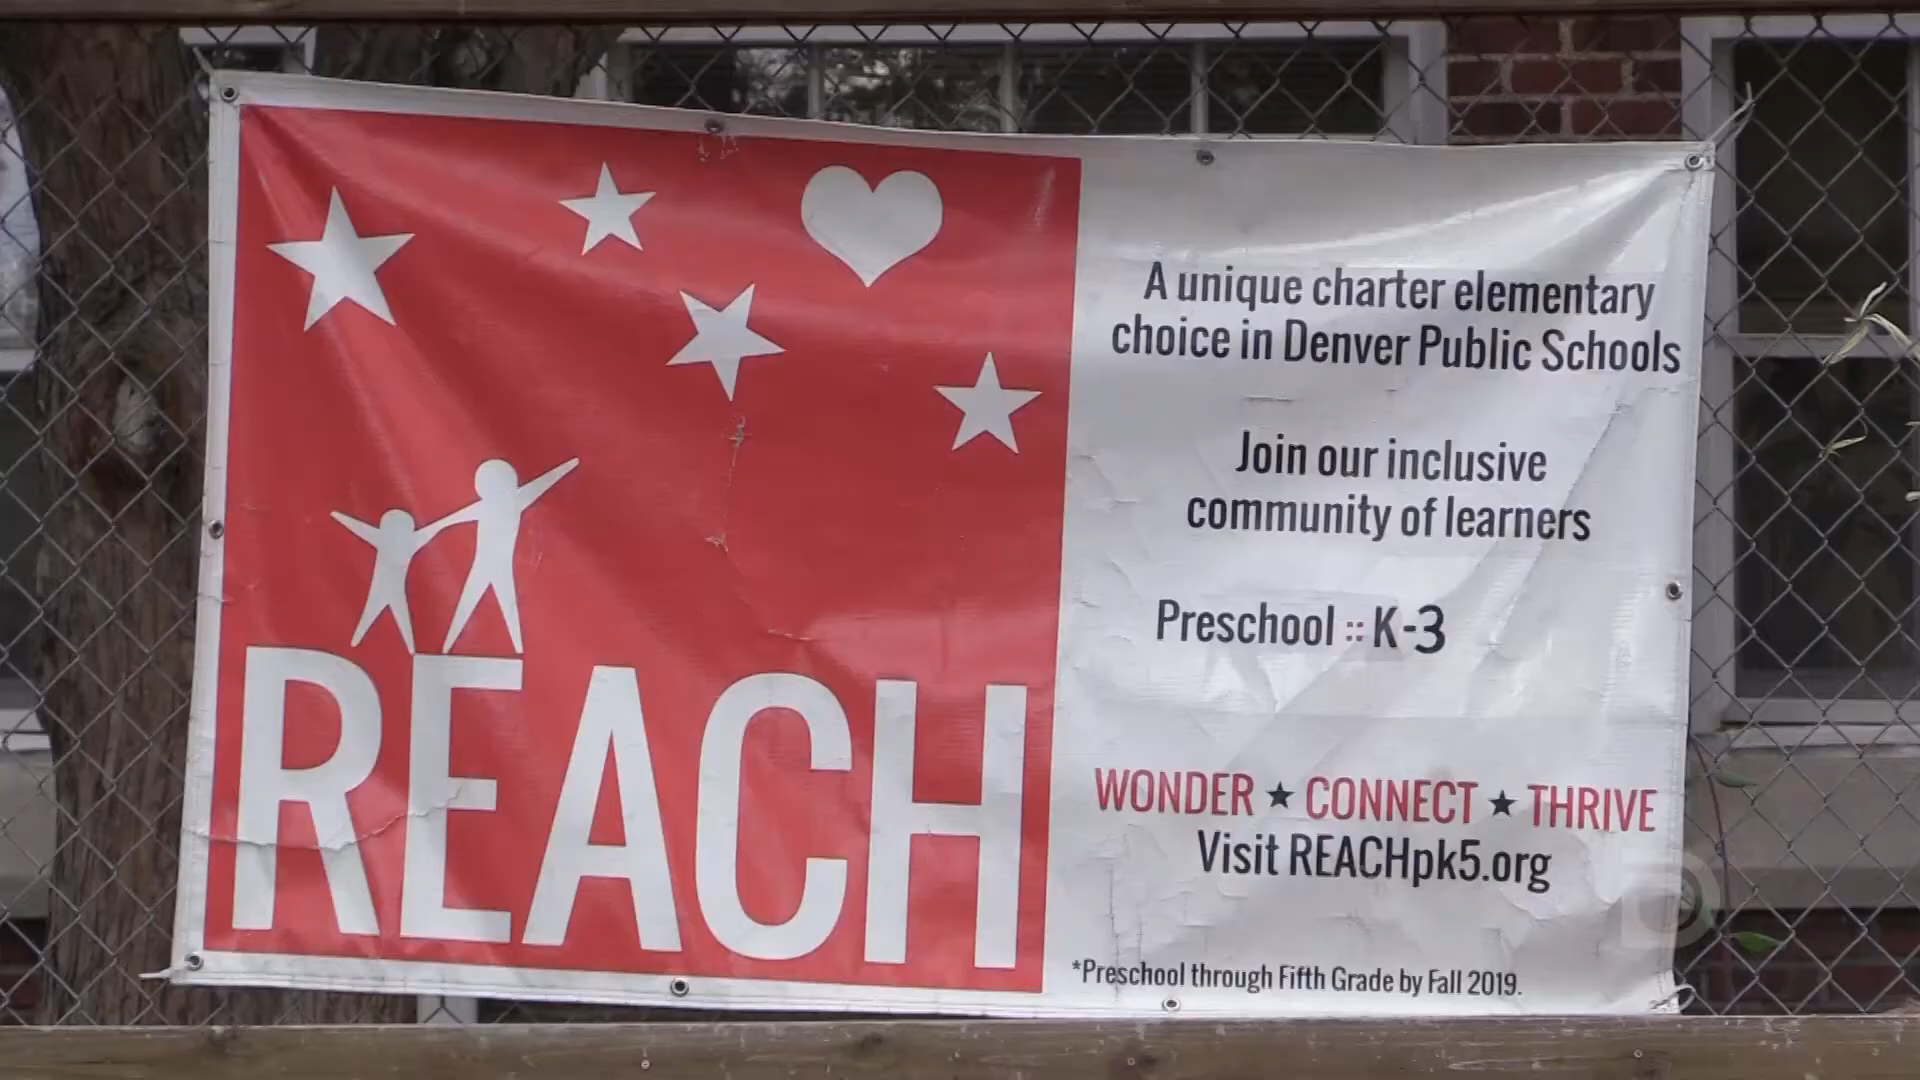 REACH
A unique charter elementary
choice in Denver Public Schools
Join our inclusive
community of learners
Preschool :: K-3
WONDER ★ CONNECT ★ THRIVE
Visit REACHpk5.org
*Preschool through Fifth Grade by Fall 2019.